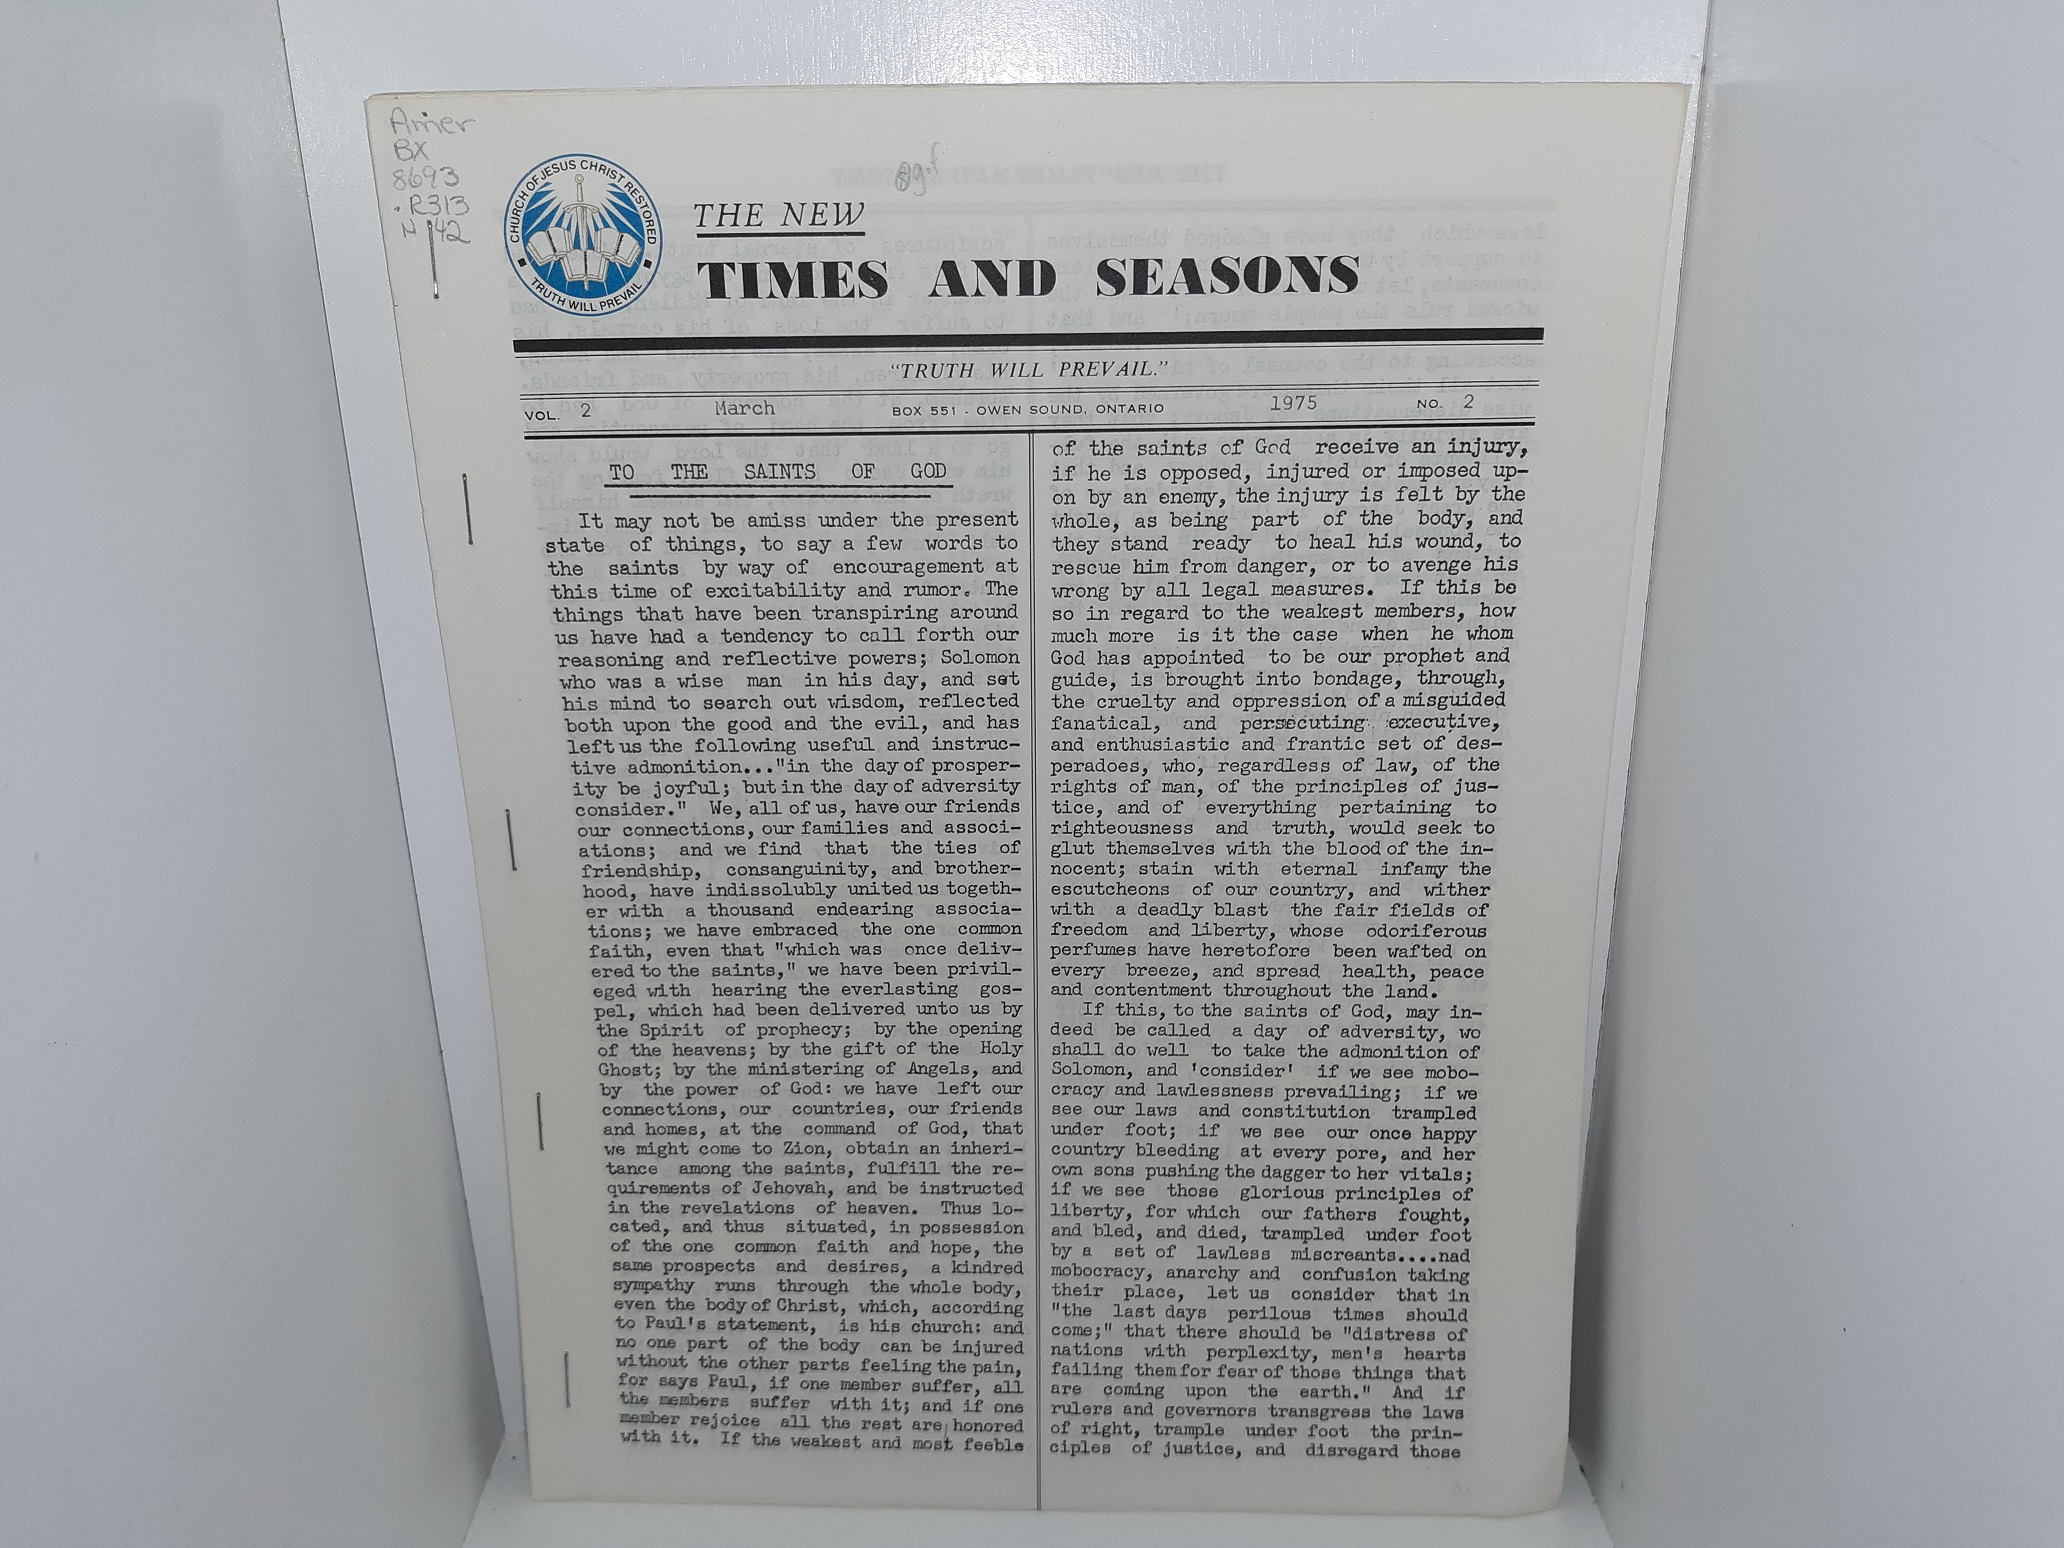 Amer
BX
8693
.R313
N 42
CHURCH OF JESUS CHRIST RESTORED
TRUTH WILL PREVAIL
THE NEW
TIMES AND SEASONS
"TRUTH WILL PREVAIL."
VOL. 2 March BOX 551 - OWEN SOUND, ONTARIO 1975 NO. 2
TO THE SAINTS OF GOD
It may not be amiss under the present
state of things, to say a few words to
the saints by way of encouragement at
this time of excitability and rumor. The
things that have been transpiring around
us have had a tendency to call forth our
reasoning and reflective powers; Solomon
who was a wise man in his day, and set
his mind to search out wisdom, reflected
both upon the good and the evil, and has
left us the following useful and instruc-
tive admonition..."in the day of prosper-
ity be joyful; but in the day of adversity
consider." We, all of us, have our friends
our connections, our families and associ-
ations; and we find that the ties of
friendship, consanguinity, and brother-
hood, have indissolubly united us togeth-
er with a thousand endearing associa-
tions; we have embraced the one common
faith, even that "which was once deliv-
ered to the saints," we have been privil-
eged with hearing the everlasting gos-
pel, which had been delivered unto us by
the Spirit of prophecy; by the opening
of the heavens; by the gift of the Holy
Ghost; by the ministering of Angels, and
by the power of God: we have left our
connections, our countries, our friends
and homes, at the command of God, that
we might come to Zion, obtain an inheri-
tance among the saints, fulfill the re-
quirements of Jehovah, and be instructed
in the revelations of heaven. Thus lo-
cated, and thus situated, in possession
of the one common faith and hope, the
same prospects and desires, a kindred
sympathy runs through the whole body,
even the body of Christ, which, according
to Paul's statement, is his church: and
no one part of the body can be injured
without the other parts feeling the pain,
for says Paul, if one member suffer, all
the members suffer with it; and if one
member rejoice all the rest are honored
with it. If the weakest and most feeble
of the saints of God receive an injury,
if he is opposed, injured or imposed up-
on by an enemy, the injury is felt by the
whole, as being part of the body, and
they stand ready to heal his wound, to
rescue him from danger, or to avenge his
wrong by all legal measures. If this be
so in regard to the weakest members, how
much more is it the case when he whom
God has appointed to be our prophet and
guide, is brought into bondage, through,
the cruelty and oppression of a misguided
fanatical, and persecuting executive,
and enthusiastic and frantic set of des-
peradoes, who, regardless of law, of the
rights of man, of the principles of jus-
tice, and of everything pertaining to
righteousness and truth, would seek to
glut themselves with the blood of the in-
nocent; stain with eternal infamy the
escutcheons of our country, and wither
with a deadly blast the fair fields of
freedom and liberty, whose odoriferous
perfumes have heretofore been wafted on
every breeze, and spread health, peace
and contentment throughout the land.
If this, to the saints of God, may in-
deed be called a day of adversity, wo
shall do well to take the admonition of
Solomon, and 'consider' if we see mobo-
cracy and lawlessness prevailing; if we
see our laws and constitution trampled
under foot; if we see our once happy
country bleeding at every pore, and her
own sons pushing the dagger to her vitals;
if we see those glorious principles of
liberty, for which our fathers fought,
and bled, and died, trampled under foot
by a set of lawless miscreants....nad
mobocracy, anarchy and confusion taking
their place, let us consider that in
"the last days perilous times should
come;" that there should be "distress of
nations with perplexity, men's hearts
failing them for fear of those things that
are coming upon the earth." And if
rulers and governors transgress the laws
of right, trample under foot the prin-
ciples of justice, and disregard those